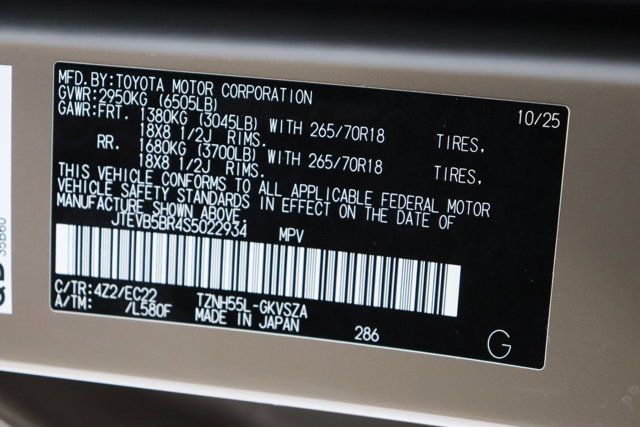 MFD.BY:TOYOTA MOTOR CORPORATION 10/25
GVWR:2950KG (6505LB)
GAWR:FRT. 1380KG (3045LB) WITH 265/70R18 TIRES,
18X8 1/2J RIMS.
RR. 1680KG (3700LB) WITH 265/70R18 TIRES,
18X8 1/2J RIMS.
THIS VEHICLE CONFORMS TO ALL APPLICABLE FEDERAL MOTOR
VEHICLE SAFETY STANDARDS IN EFFECT ON THE DATE OF
MANUFACTURE SHOWN ABOVE.
JTEVB5BR4S5022934 MPV
C/TR:4Z2/EC22 TZNH55L-GKVSZA
A/TM: /L580F MADE IN JAPAN 286
G
35B60